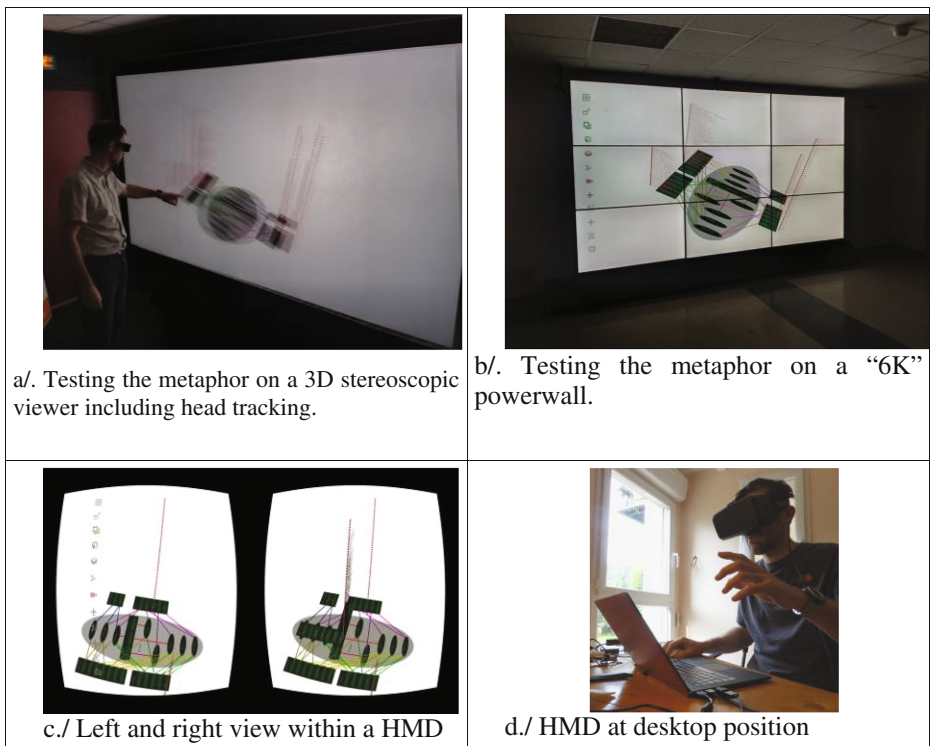 a/. Testing the metaphor on a 3D stereoscopic
viewer including head tracking.
b/. Testing the metaphor on a “6K”
powerwall.
c./ Left and right view within a HMD
d./ HMD at desktop position